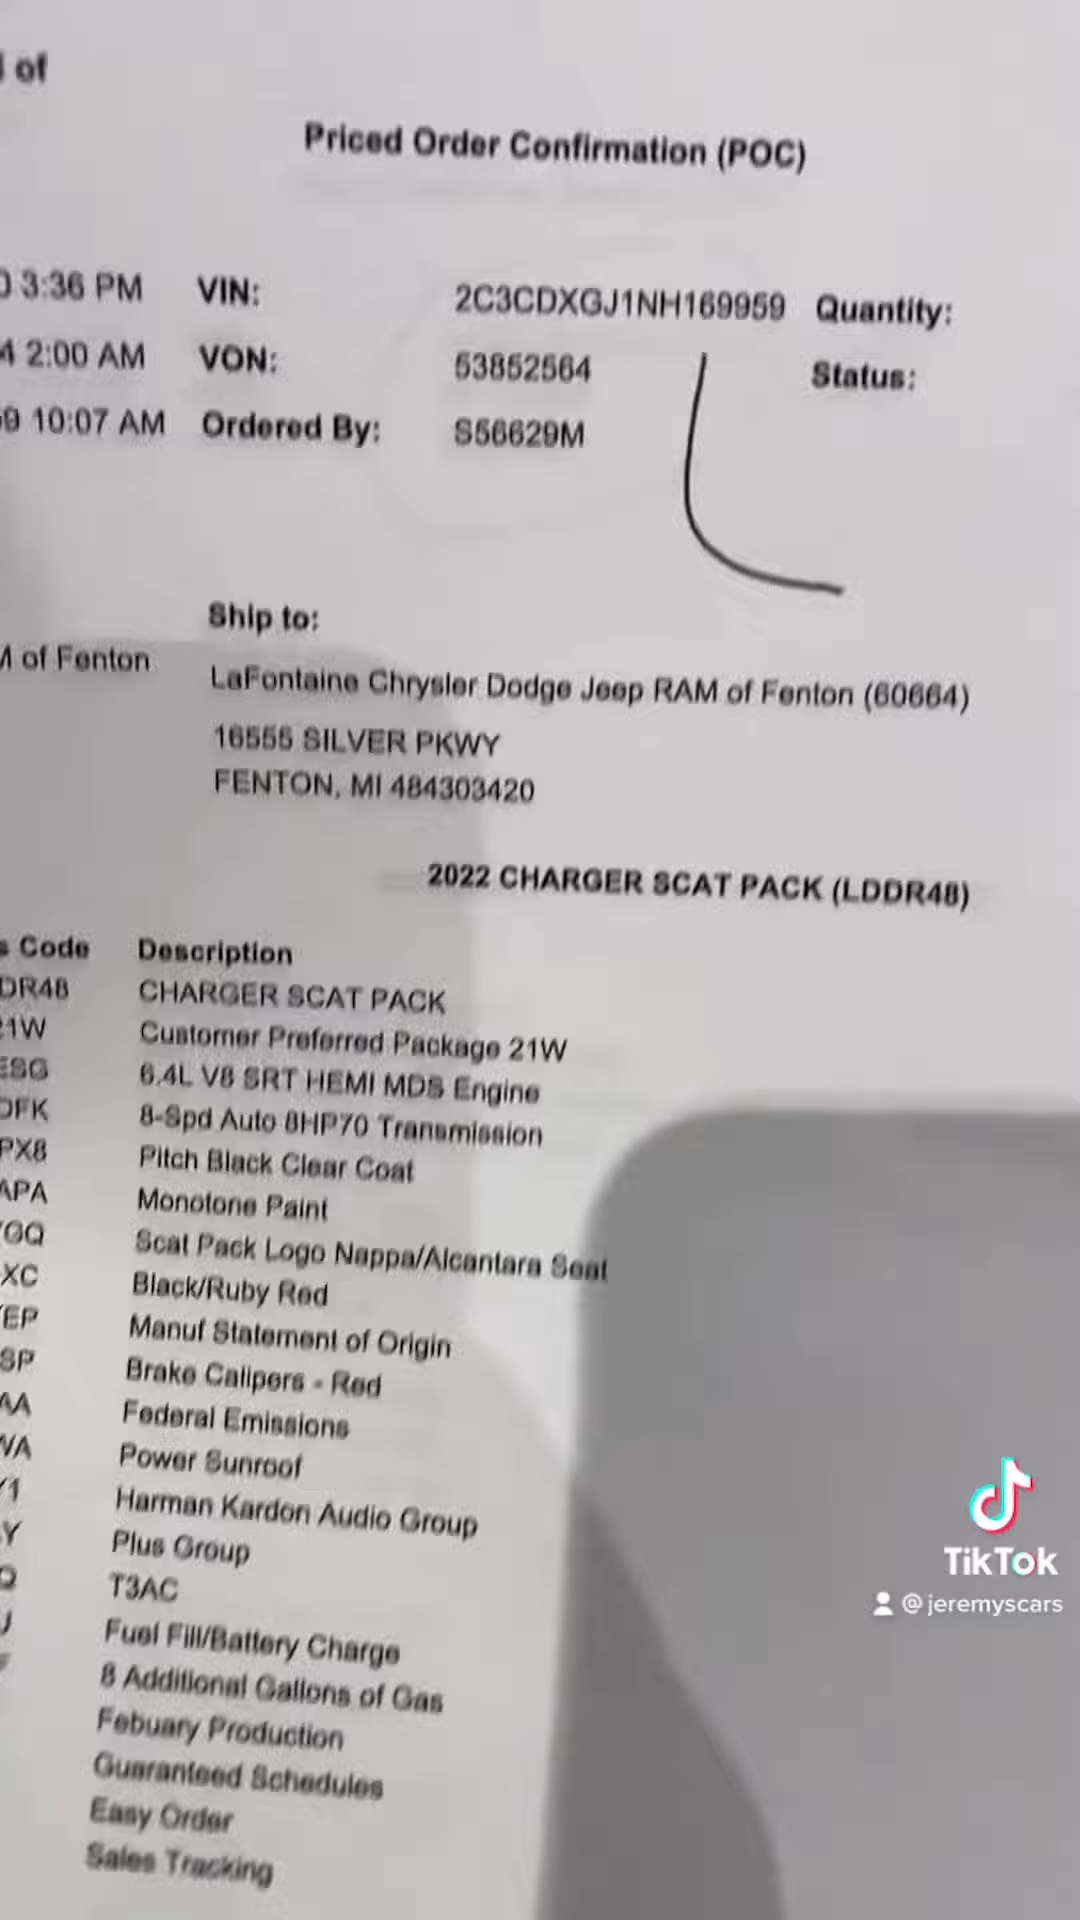 of
Priced Order Confirmation (POC)
3:36 PM VIN: 2C3CDXGJ1NH169959 Quantity:
4 2:00 AM VON: 53852564 Status:
9 10:07 AM Ordered By: S56629M
Ship to:
M of Fenton LaFontaine Chrysler Dodge Jeep RAM of Fenton (60664)
16555 SILVER PKWY
FENTON, MI 484303420
2022 CHARGER SCAT PACK (LDDR48)
s Code Description
DR48 CHARGER SCAT PACK
21W Customer Preferred Package 21W
ESG 6.4L V8 SRT HEMI MDS Engine
DFK 8-Spd Auto 8HP70 Transmission
PX8 Pitch Black Clear Coat
APA Monotone Paint
GQ Scat Pack Logo Nappa/Alcantara Seat
XC Black/Ruby Red
EP Manuf Statement of Origin
SP Brake Calipers - Red
AA Federal Emissions
WA Power Sunroof
Y1 Harman Kardon Audio Group
Y Plus Group
Q T3AC
J Fuel Fill/Battery Charge
8 Additional Gallons of Gas
Febuary Production
Guaranteed Schedules
Easy Order
Sales Tracking
TikTok
@jeremyscars